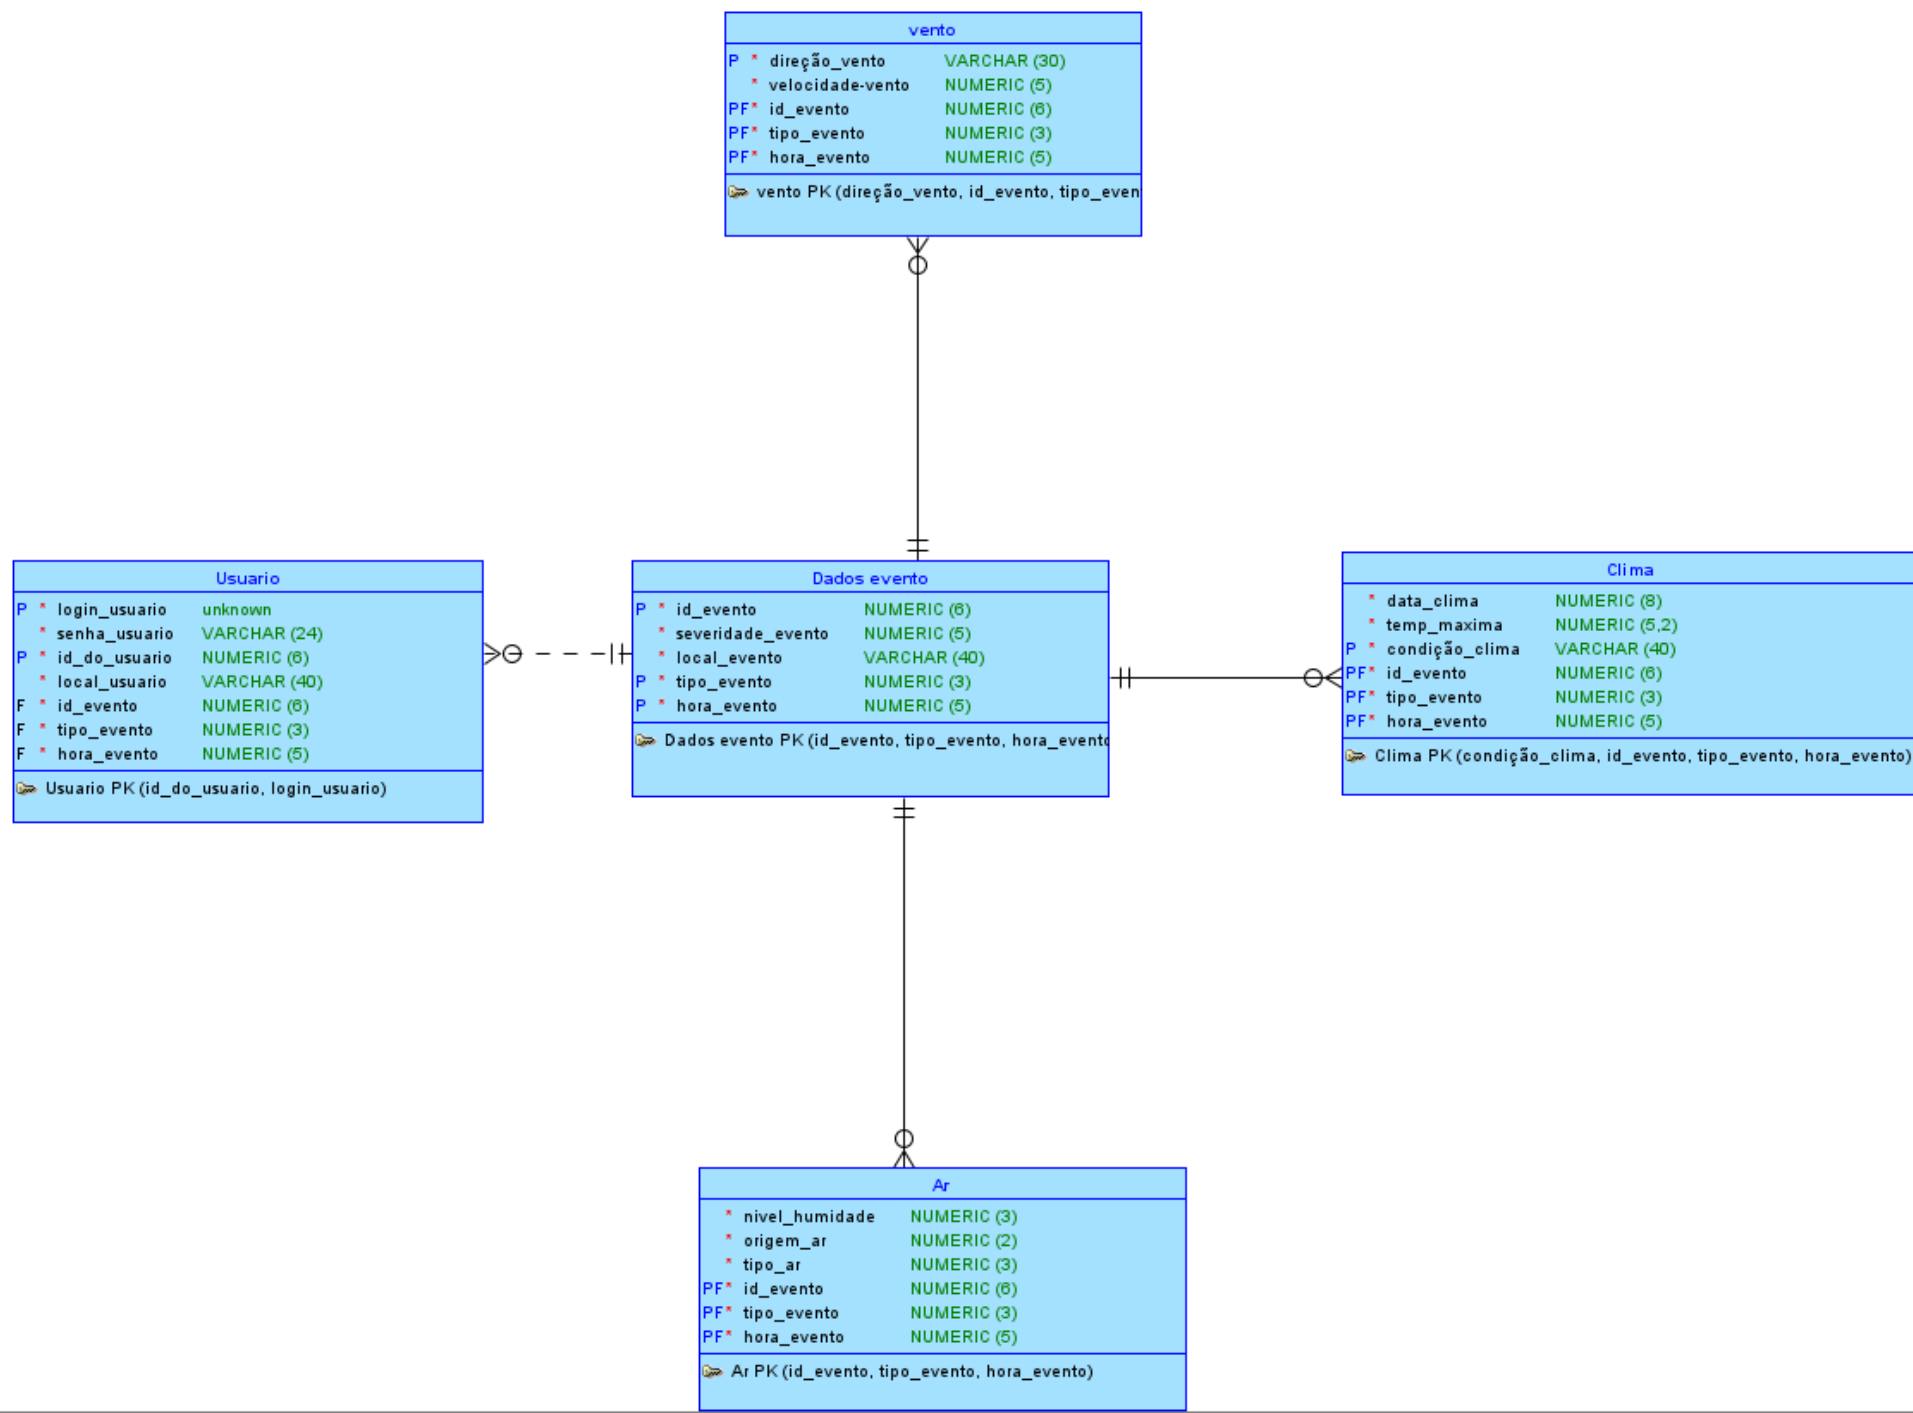 vento
P * direção_vento VARCHAR (30)
* velocidade-vento NUMERIC (5)
PF* id_evento NUMERIC (6)
PF* tipo_evento NUMERIC (3)
PF* hora_evento NUMERIC (5)
vento PK (direção_vento, id_evento, tipo_even
Usuario
P * login_usuario unknown
* senha_usuario VARCHAR (24)
P * id_do_usuario NUMERIC (6)
* local_usuario VARCHAR (40)
F * id_evento NUMERIC (6)
F * tipo_evento NUMERIC (3)
F * hora_evento NUMERIC (5)
Usuario PK (id_do_usuario, login_usuario)
Dados evento
P * id_evento NUMERIC (6)
* severidade_evento NUMERIC (5)
* local_evento VARCHAR (40)
P * tipo_evento NUMERIC (3)
P * hora_evento NUMERIC (5)
Dados evento PK (id_evento, tipo_evento, hora_evento
Clima
* data_clima NUMERIC (8)
* temp_maxima NUMERIC (5,2)
P * condição_clima VARCHAR (40)
PF* id_evento NUMERIC (6)
PF* tipo_evento NUMERIC (3)
PF* hora_evento NUMERIC (5)
Clima PK (condição_clima, id_evento, tipo_evento, hora_evento)
Ar
* nivel_humidade NUMERIC (3)
* origem_ar NUMERIC (2)
* tipo_ar NUMERIC (3)
PF* id_evento NUMERIC (6)
PF* tipo_evento NUMERIC (3)
PF* hora_evento NUMERIC (5)
Ar PK (id_evento, tipo_evento, hora_evento)